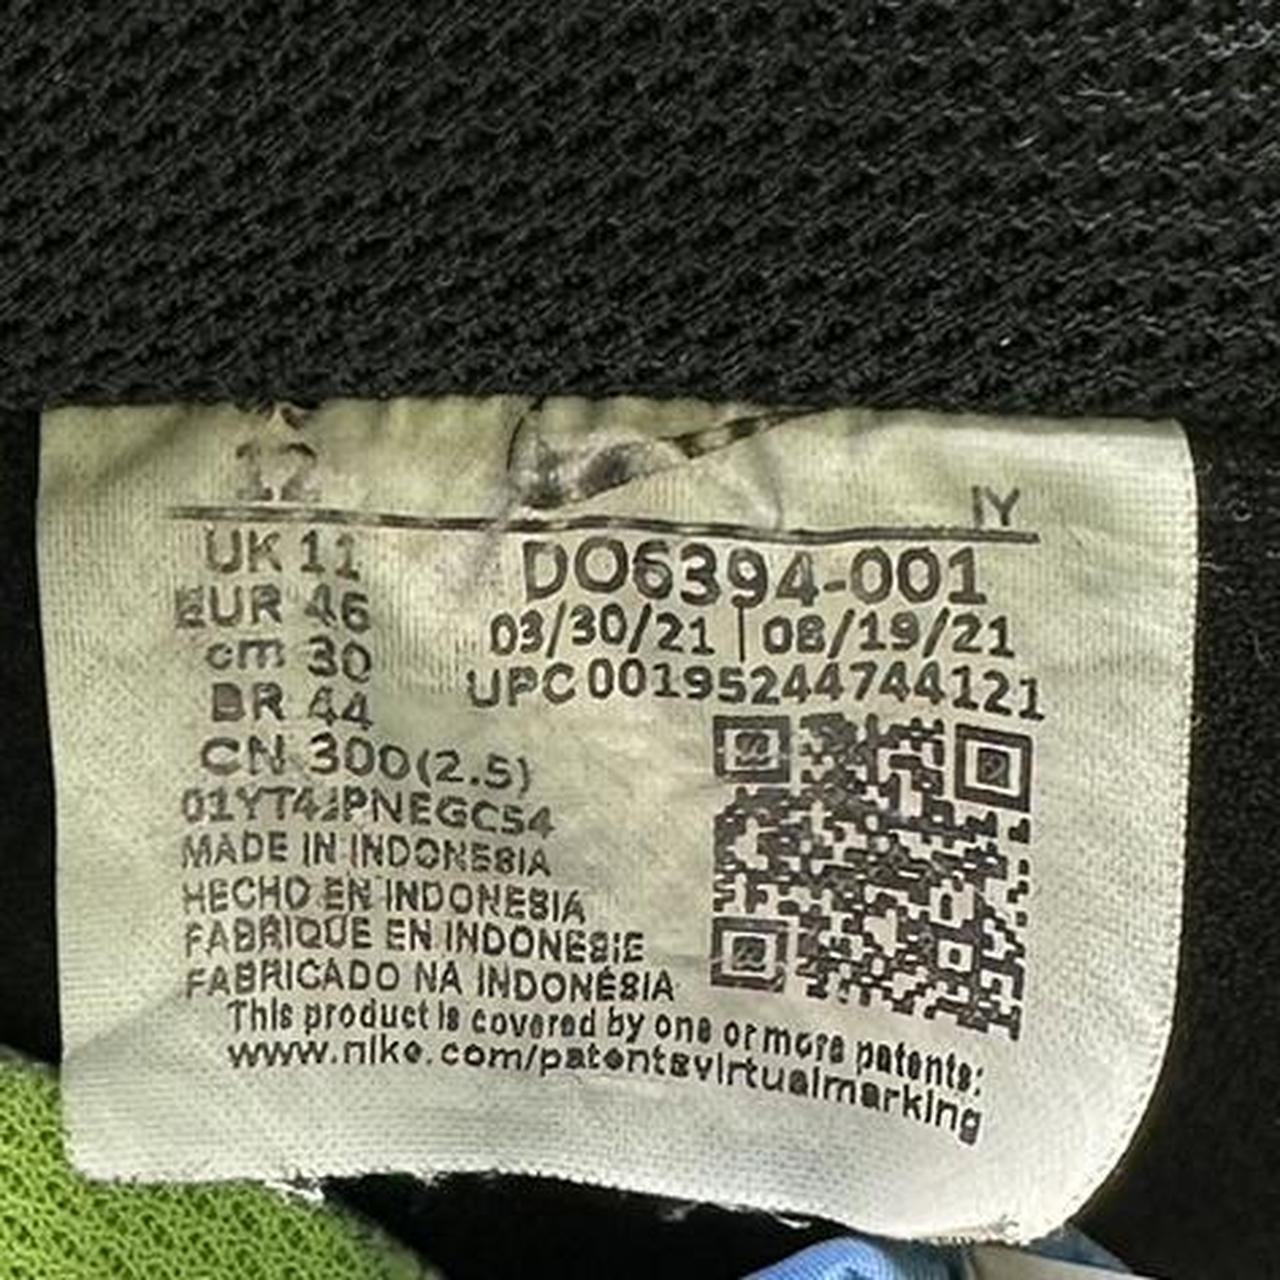 12
IY
UK 11
EUR 46
cm 30
BR 44
CN 300(2.5)
DO6394-001
03/30/21 | 08/19/21
UPC 00195244744121
MADE IN INDONESIA
HECHO EN INDONESIA
FABRIQUE EN INDONESIE
FABRICADO NA INDONÉSIA
This product is covered by one or more patents:
www.nike.com/patentsvirtualmarking